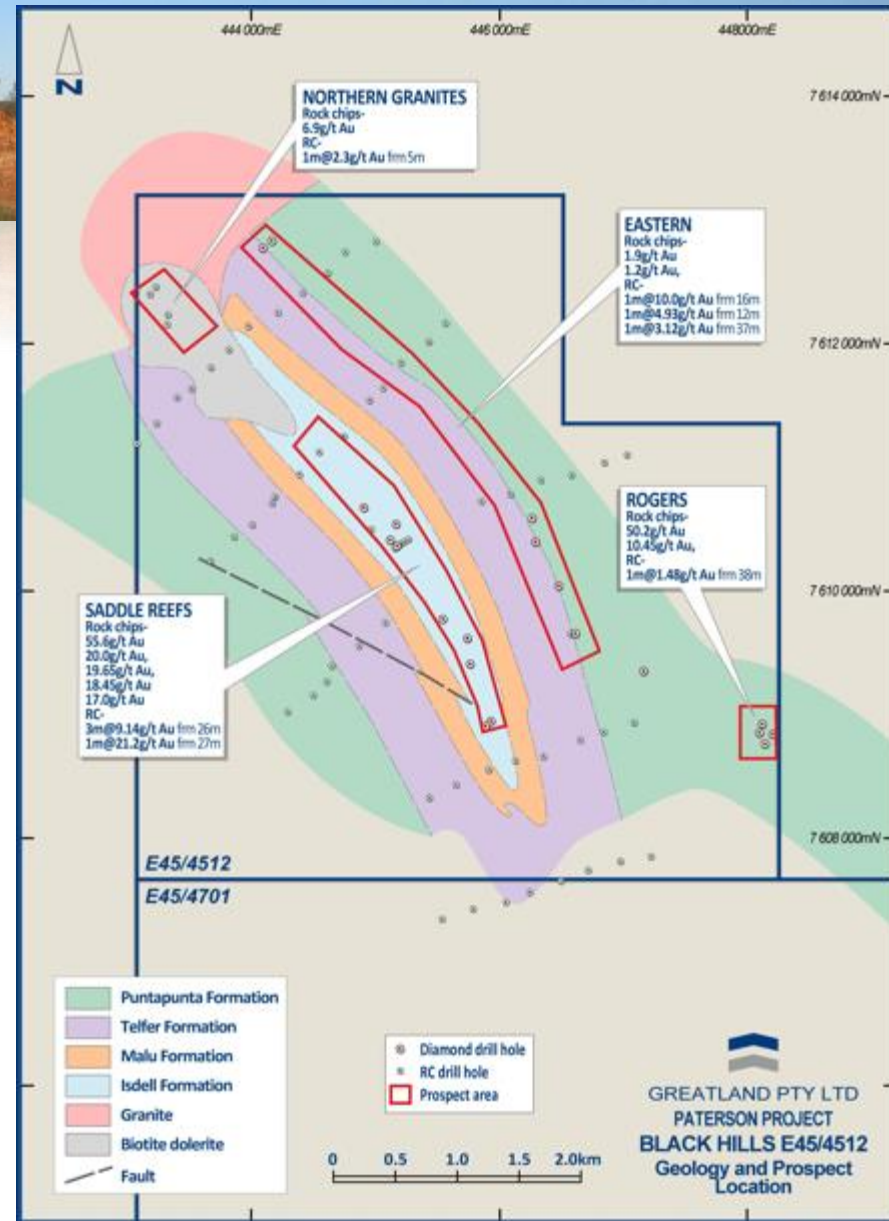 444 000mE
446 000mE
448000mE
N
7 614 000mN
NORTHERN GRANITES
Rock chips-
6.9g/t Au
RC-
1m@2.3g/t Au frm 5m
EASTERN
Rock chips-
1.9g/t Au
1.2g/t Au,
RC-
1m@10.0g/t Au frm 16m
1m@4.93g/t Au frm 12m
1m@3.12g/t Au frm 37m
7 612 000mN
ROGERS
Rock chips-
50.2g/t Au
10.45g/t Au,
RC-
1m@1.48g/t Au frm 38m
7 610 000mN
SADDLE REEFS
Rock chips-
55.6g/t Au
20.0g/t Au,
19.65g/t Au,
18.45g/t Au
17.0g/t Au
RC-
3m@9.14g/t Au frm 26m
1m@21.2g/t Au frm 27m
7 608 000mN
E45/4512
E45/4701
Puntapunta Formation
Telfer Formation
Malu Formation
Isdell Formation
Granite
Biotite dolerite
Fault
Diamond drill hole
RC drill hole
Prospect area
0 0.5 1.0 1.5 2.0km
GREATLAND PTY LTD
PATERSON PROJECT
BLACK HILLS E45/4512
Geology and Prospect
Location